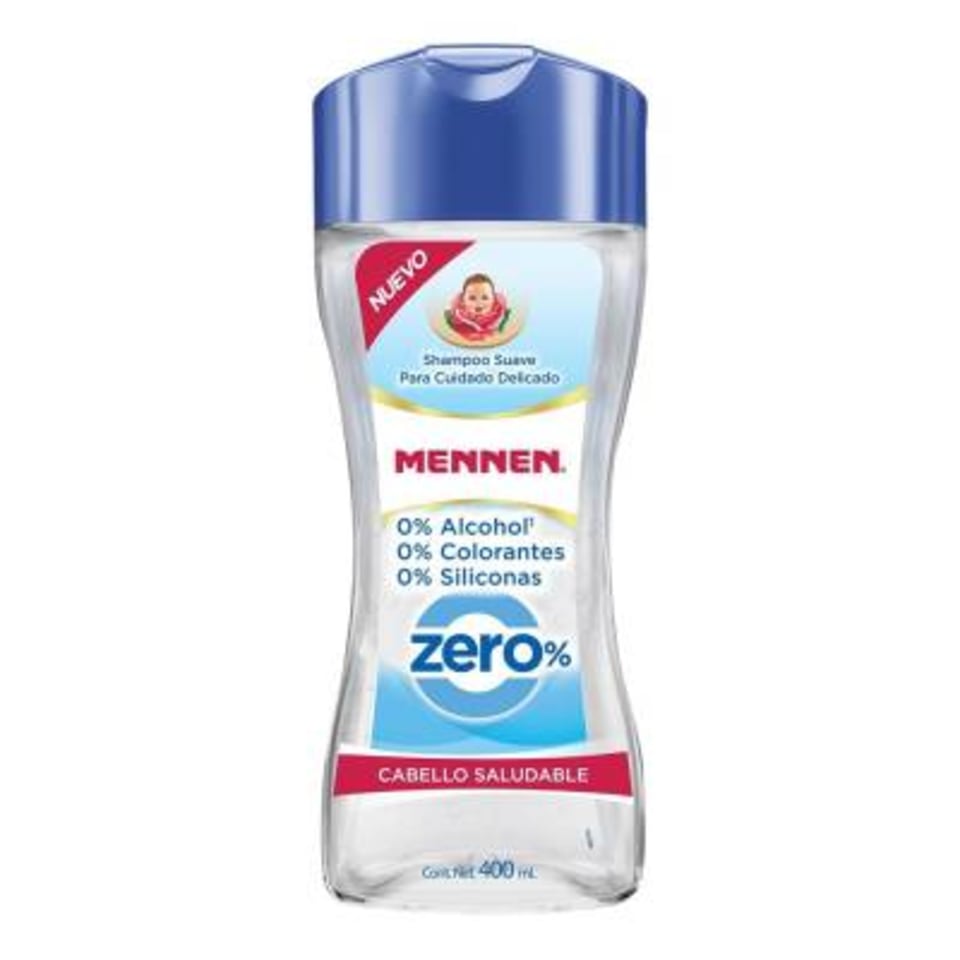 NUEVO
Shampoo Suave
Para Cuidado Delicado
MENNEN
0% Alcohol¹
0% Colorantes
0% Siliconas
zero%
CABELLO SALUDABLE
Cont. Net. 400 mL